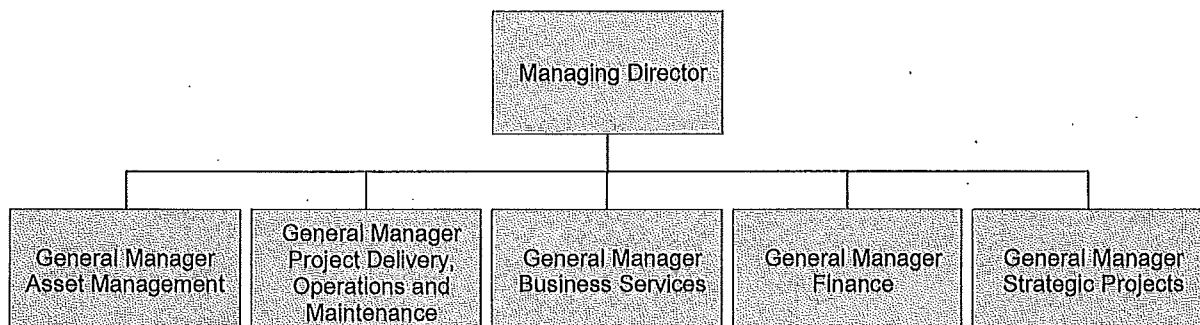 Managing Director
General Manager
Asset Management
General Manager
Project Delivery,
Operations and
Maintenance
General Manager
Business Services
General Manager
Finance
General Manager
Strategic Projects